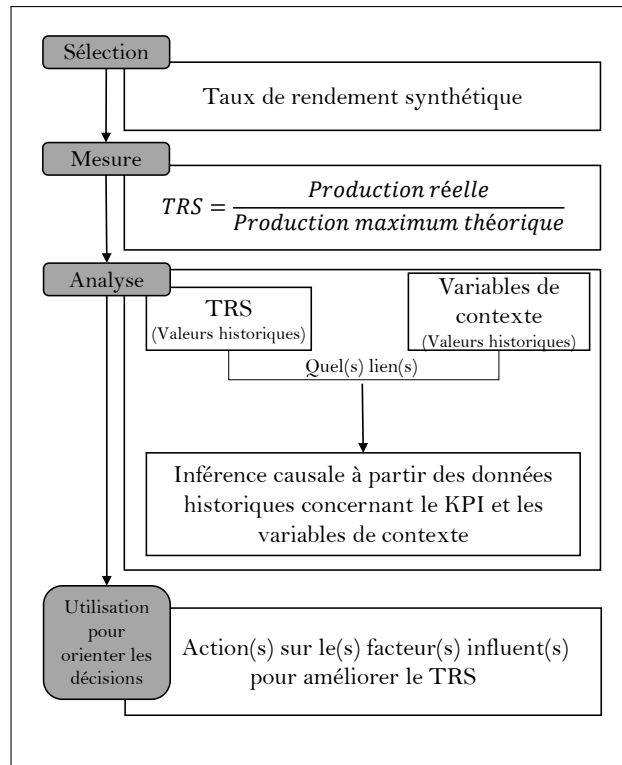 Sélection
Taux de rendement synthétique
Mesure
TRS = Production réelle / Production maximum théorique
Analyse
TRS
(Valeurs historiques)
Variables de
contexte
(Valeurs historiques)
Quel(s) lien(s)
Inférence causale à partir des données
historiques concernant le KPI et les
variables de contexte
Utilisation
pour
orienter les
décisions
Action(s) sur le(s) facteur(s) influent(s)
pour améliorer le TRS